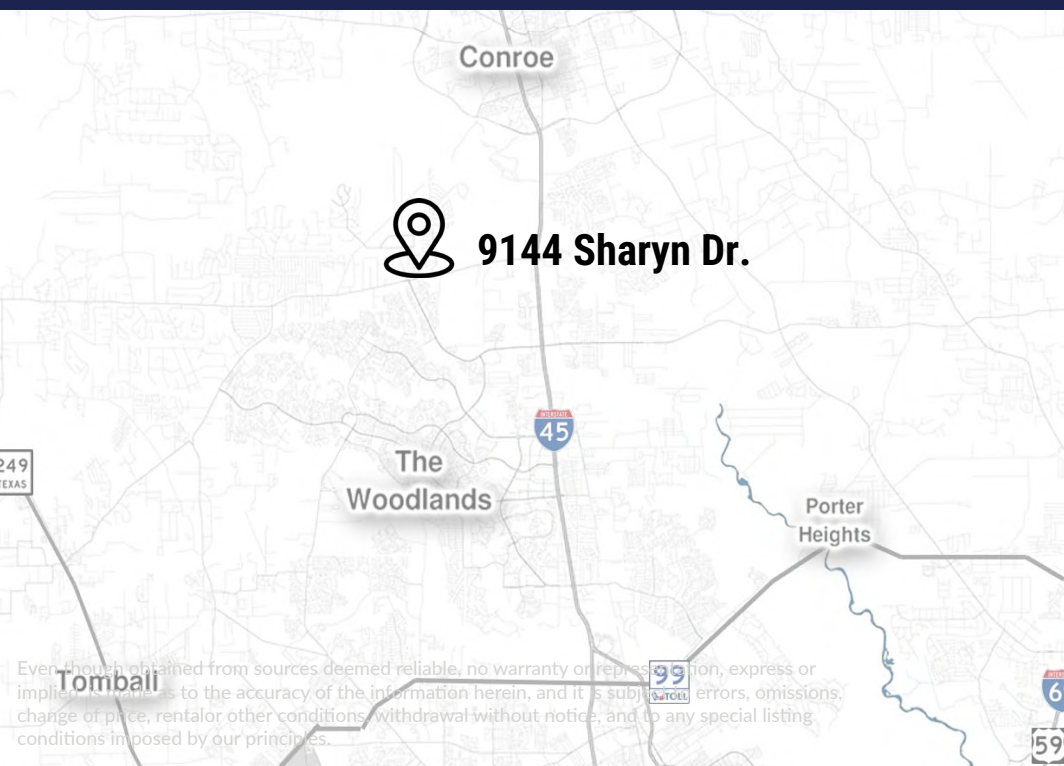 Conroe
9144 Sharyn Dr.
INTERSTATE
45
The
Woodlands
249
TEXAS
Porter
Heights
Tomball
99
TOLL
Even though obtained from sources deemed reliable, no warranty or representation, express or
implied is made as to the accuracy of the information herein, and it is subject to errors, omissions,
change of price, rentalor other conditions, withdrawal without notice, and to any special listing
conditions imposed by our principles.
6
59